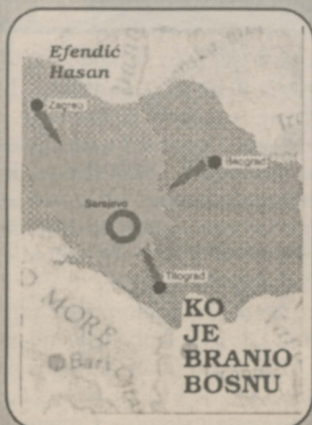 Efendić
Hasan
Zagreb
Beograd
Sarajevo
Titograd
KO
JE
BRANIO
BOSNU
O MORE
Bari